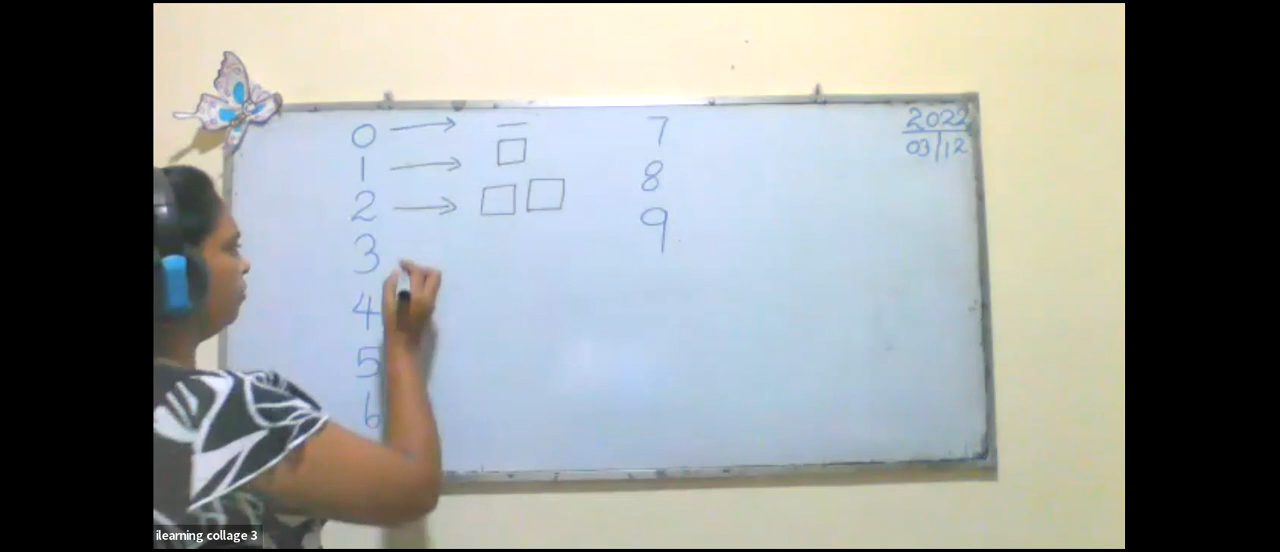 0 → —
1 → □
2 → □ □
3
4
5
6
7
8
9
2022
03/12
ilearning collage 3